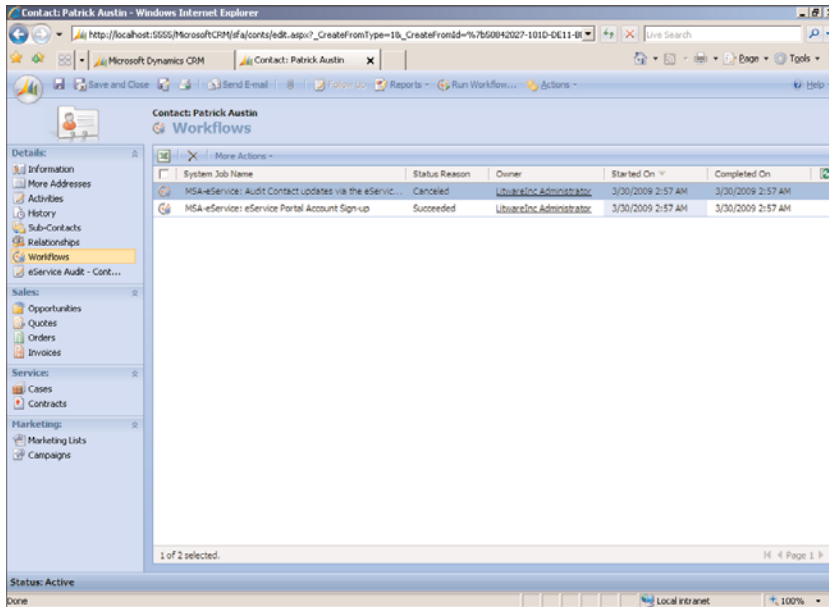 Contact: Patrick Austin - Windows Internet Explorer
http://localhost:5555/MicrosoftCRM/sfa/conts/edit.aspx?_CreateFromType=1&_CreateFromId=%7b50842027-101D-DE11-
Live Search
Microsoft Dynamics CRM
Contact: Patrick Austin
Page
Tools
Save and Close
Send E-mail
Follow Up
Reports
Run Workflow...
Actions
Help
Contact: Patrick Austin
Workflows
Details:
Information
More Addresses
Activities
History
Sub-Contacts
Relationships
Workflows
eService Audit - Cont...
Sales:
Opportunities
Quotes
Orders
Invoices
Service:
Cases
Contracts
Marketing:
Marketing Lists
Campaigns
More Actions
System Job Name Status Reason Owner Started On Completed On
MSA-eService: Audit Contact updates via the eServic... Canceled LitwareInc Administrator 3/30/2009 2:57 AM 3/30/2009 2:57 AM
MSA-eService: eService Portal Account Sign-up Succeeded LitwareInc Administrator 3/30/2009 2:57 AM 3/30/2009 2:57 AM
1 of 2 selected.
Page 1
Status: Active
Done
Local intranet
100%